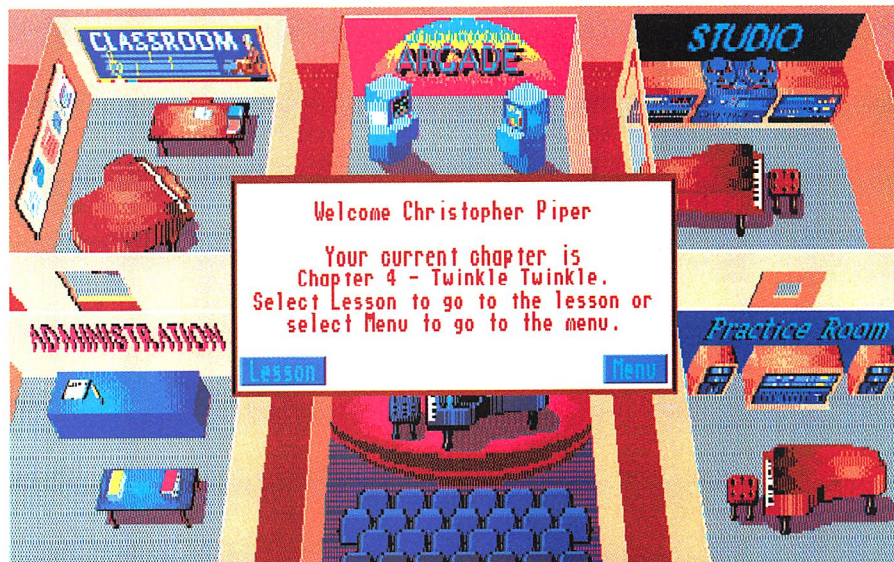 CLASSROOM
ARCADE
STUDIO
Welcome Christopher Piper
Your current chapter is
Chapter 4 - Twinkle Twinkle.
Select Lesson to go to the lesson or
select Menu to go to the menu.
Lesson
Menu
ADMINISTRATION
Practice Room